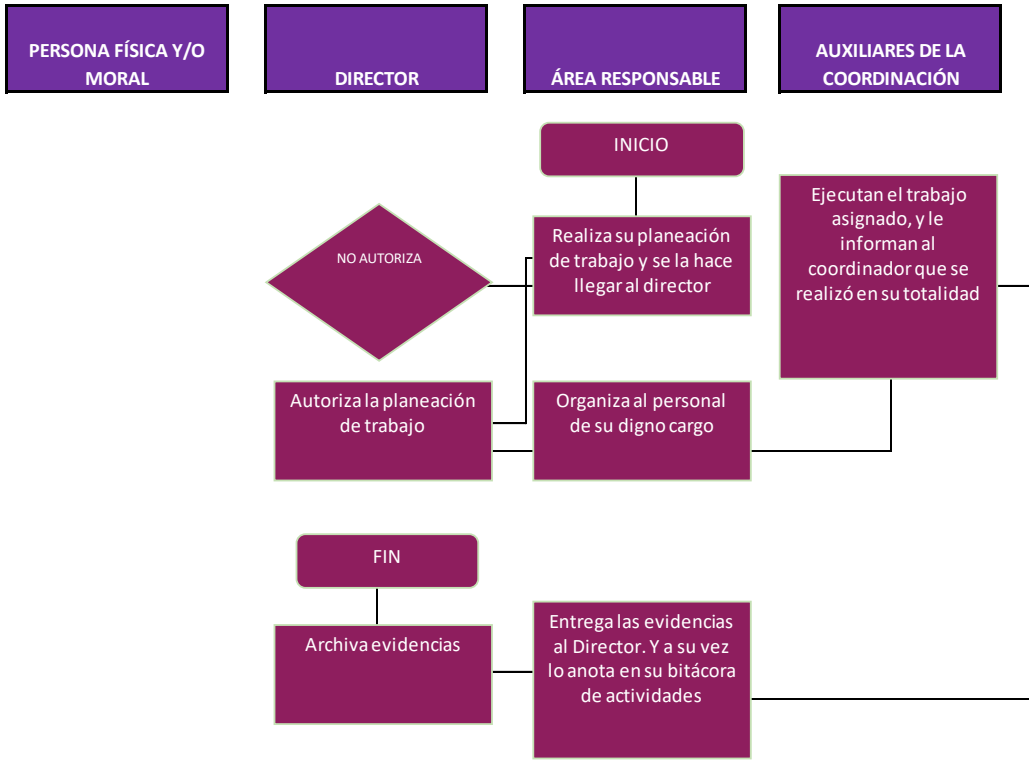 PERSONA FÍSICA Y/O
MORAL
DIRECTOR
ÁREA RESPONSABLE
AUXILIARES DE LA
COORDINACIÓN
INICIO
NO AUTORIZA
Realiza su planeación
de trabajo y se la hace
llegar al director
Ejecutan el trabajo
asignado, y le
informan al
coordinador que se
realizó en su totalidad
Autoriza la planeación
de trabajo
Organiza al personal
de su digno cargo
FIN
Archiva evidencias
Entrega las evidencias
al Director. Y a su vez
lo anota en su bitácora
de actividades